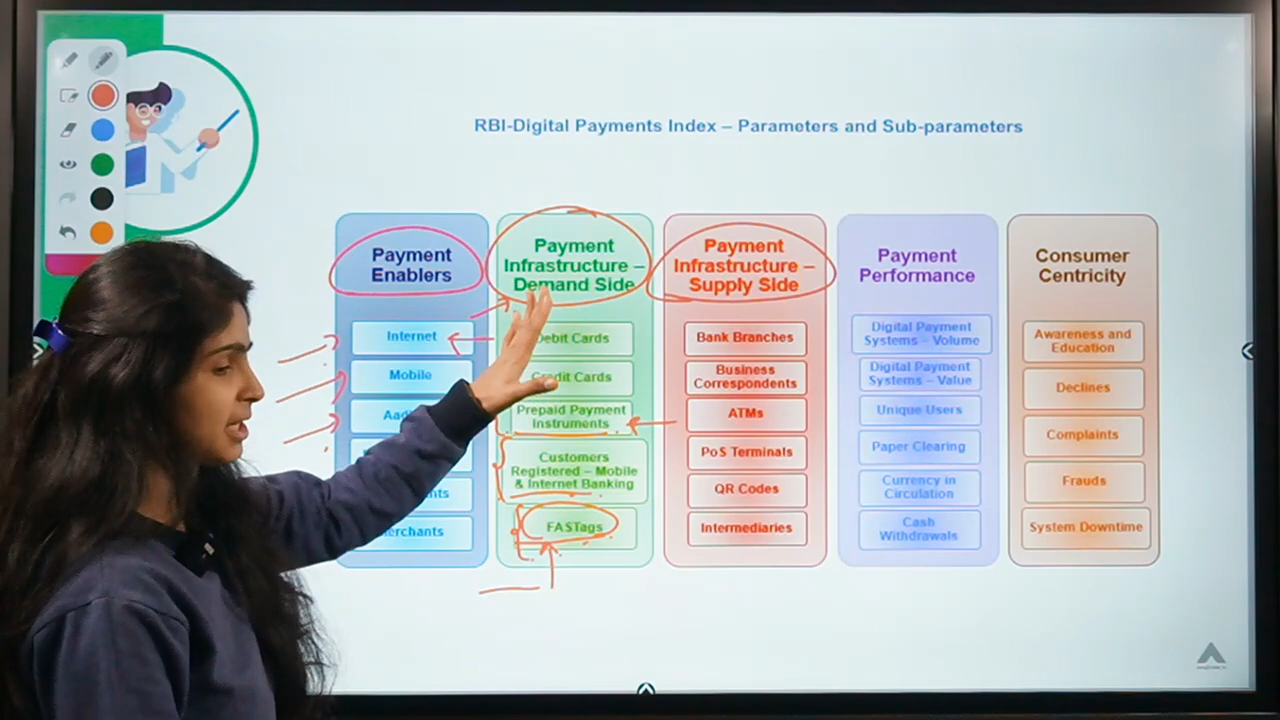 RBI-Digital Payments Index – Parameters and Sub-parameters
Payment
Enablers
Internet
Mobile
Payment
Infrastructure –
Demand Side
Debit Cards
Credit Cards
Prepaid Payment
Instruments
Customers
Registered – Mobile
& Internet Banking
FASTags
Payment
Infrastructure –
Supply Side
Bank Branches
Business
Correspondents
ATMs
PoS Terminals
QR Codes
Intermediaries
Payment
Performance
Digital Payment
Systems – Volume
Digital Payment
Systems – Value
Unique Users
Paper Clearing
Currency in
Circulation
Cash
Withdrawals
Consumer
Centricity
Awareness and
Education
Declines
Complaints
Frauds
System Downtime